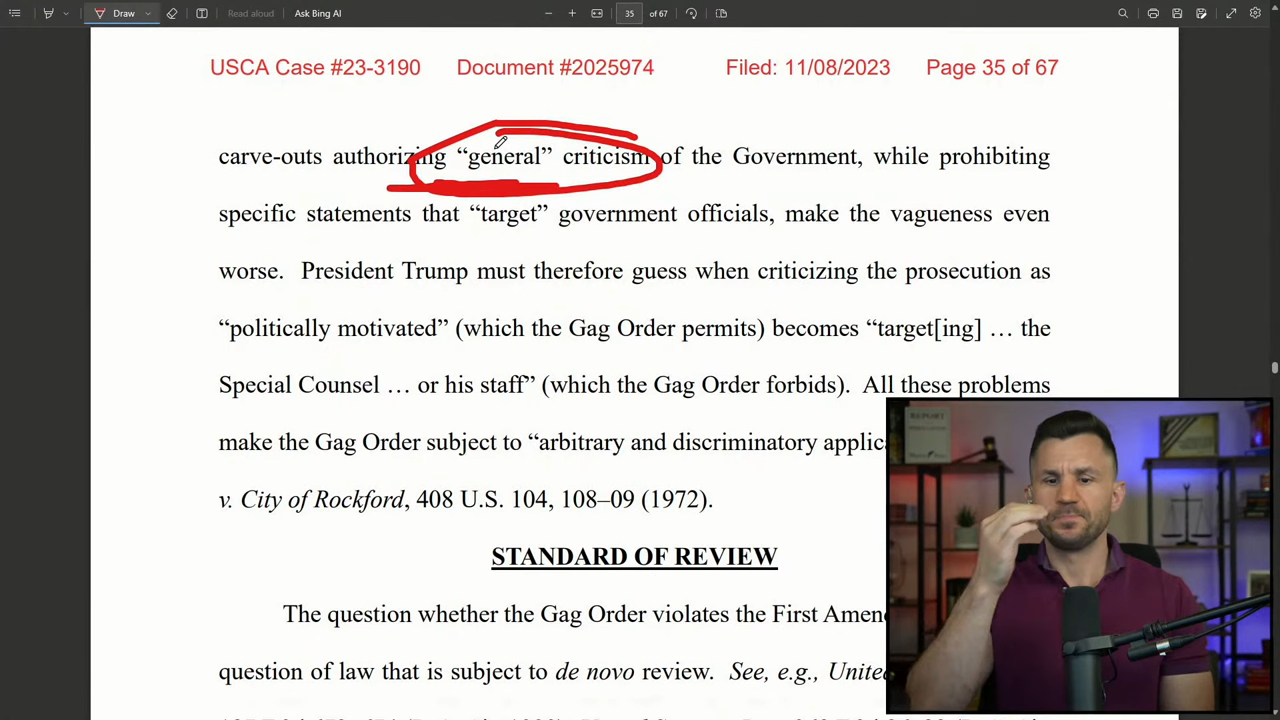 Draw
Read aloud
Ask Bing AI
35 of 67
USCA Case #23-3190 Document #2025974 Filed: 11/08/2023 Page 35 of 67
carve-outs authorizing “general” criticism of the Government, while prohibiting
specific statements that “target” government officials, make the vagueness even
worse. President Trump must therefore guess when criticizing the prosecution as
“politically motivated” (which the Gag Order permits) becomes “target[ing] … the
Special Counsel … or his staff” (which the Gag Order forbids). All these problems
make the Gag Order subject to “arbitrary and discriminatory applica
v. City of Rockford, 408 U.S. 104, 108–09 (1972).
STANDARD OF REVIEW
The question whether the Gag Order violates the First Amen
question of law that is subject to de novo review. See, e.g., Unite
REPORT